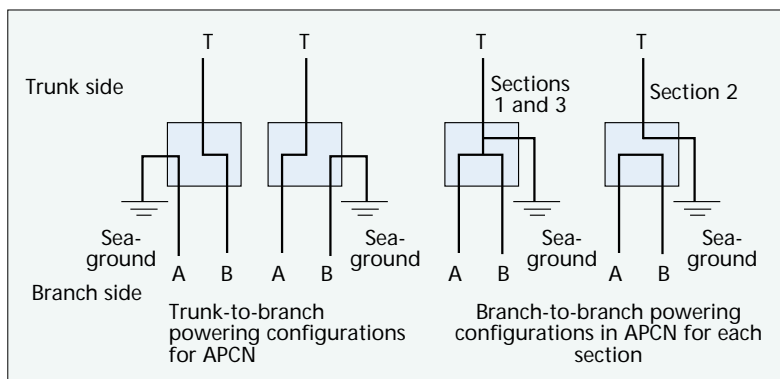 T T T T
Trunk side
Sections
1 and 3
Section 2
Sea-
ground
Sea-
ground
Sea-
ground
Sea-
ground
A B A B A B A B
Branch side
Trunk-to-branch
powering configurations
for APCN
Branch-to-branch powering
configurations in APCN for each
section